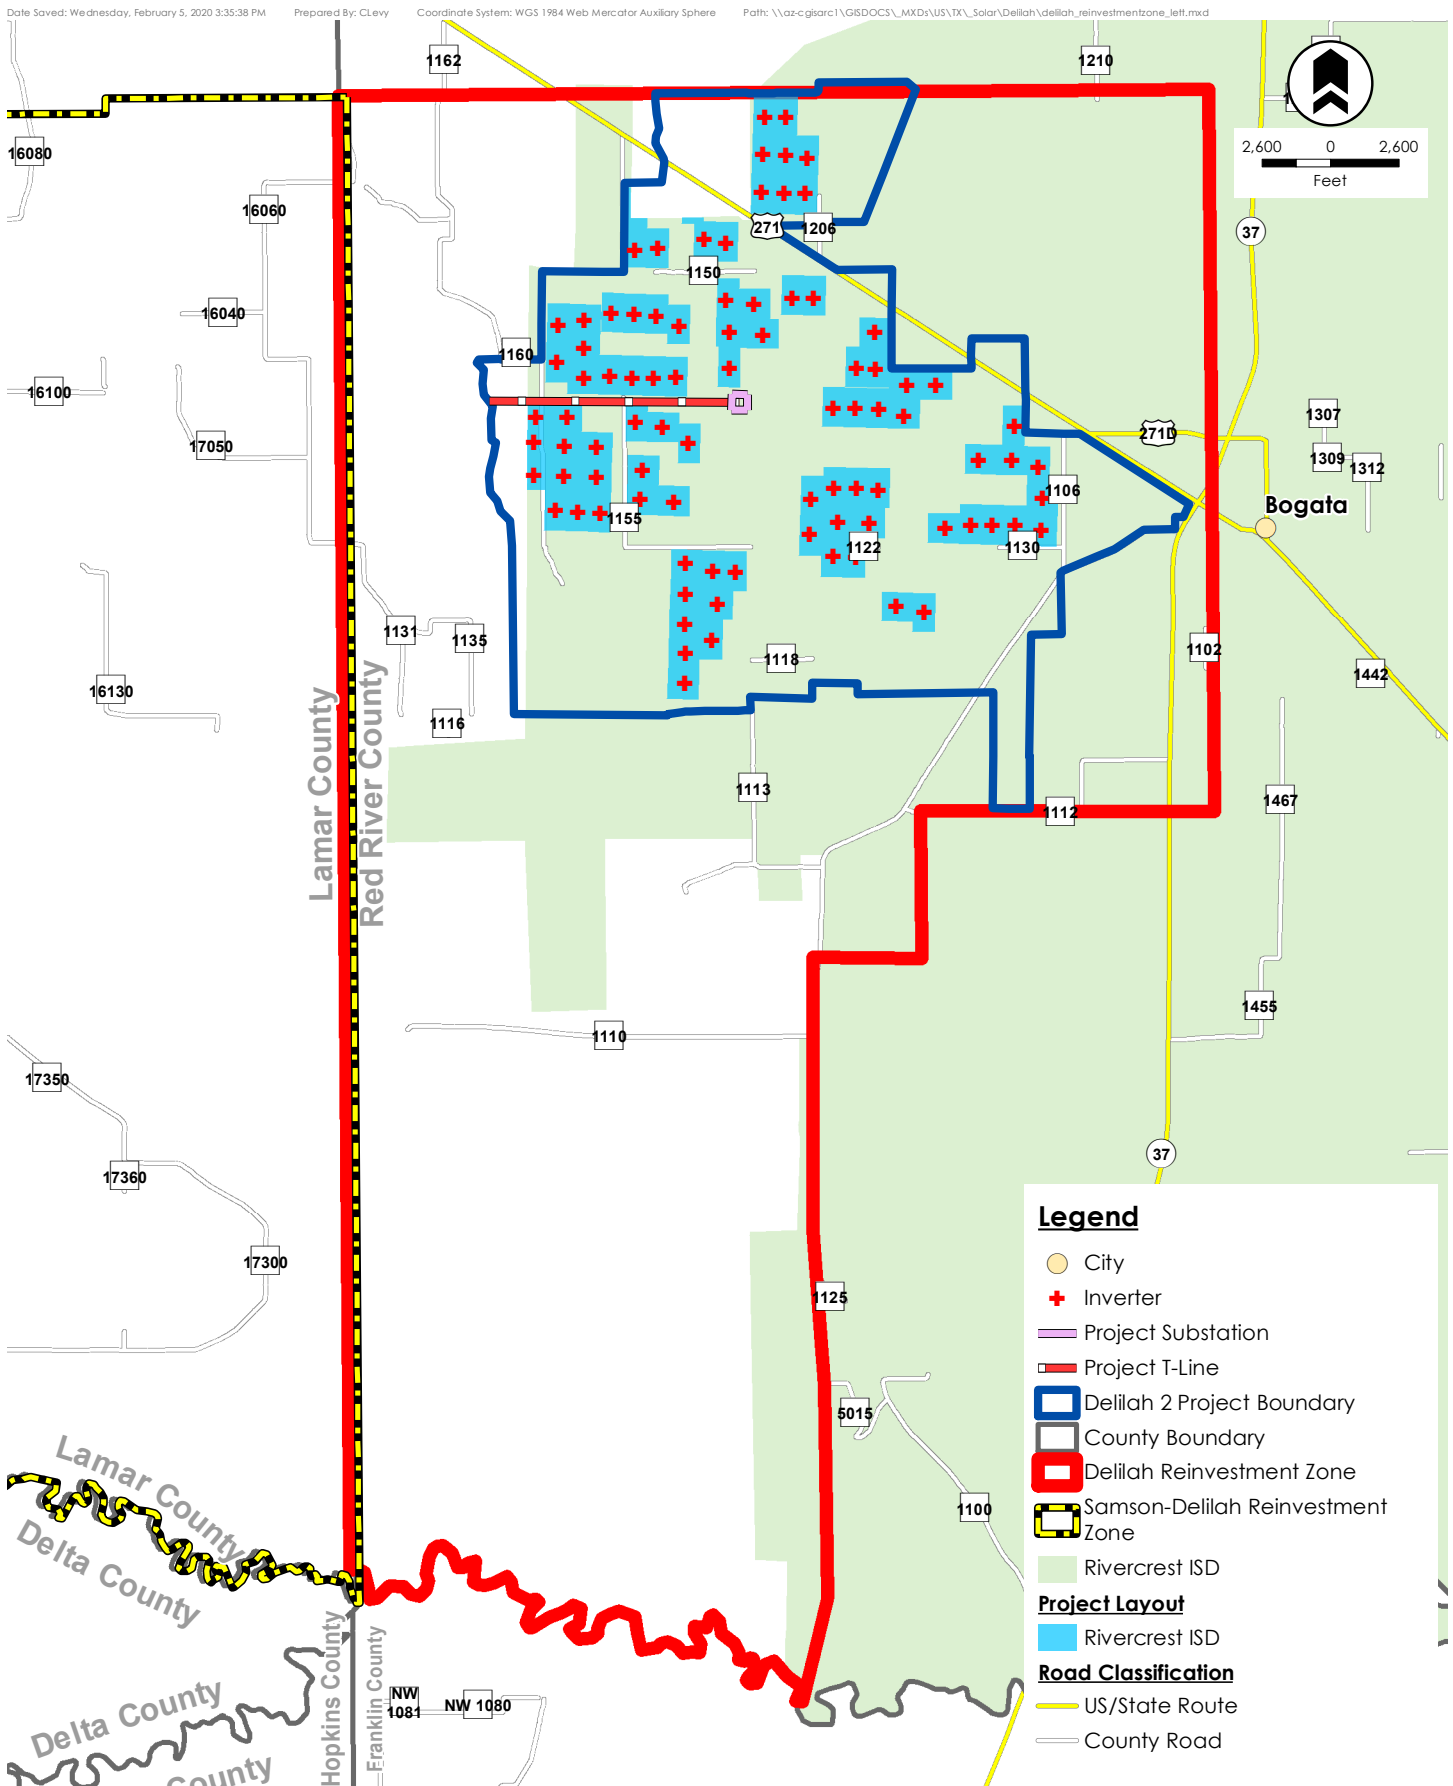 Date Saved: Wednesday, February 5, 2020 3:35:38 PM Prepared By: CLevy Coordinate System: WGS 1984 Web Mercator Auxiliary Sphere Path: \\az-cgisarc1\GISDOCS\_MXDs\US\TX\_Solar\Delilah\delilah_reinvestmentzone_left.mxd
1162
1210
2,600 0 2,600
Feet
16080
16060
271
1206
37
1150
16040
1160
16100
1307
17050
271D
1309
1312
1106
Bogata
1155
1122
1130
1131
1135
1118
1102
1442
16130
1116
Lamar County
Red River County
1113
1112
1467
1455
1110
17350
37
17360
17300
1125
5015
1100
Lamar County
Delta County
Delta County
County
Hopkins County
Franklin County
NW
1081
NW 1080
Legend
City
Inverter
Project Substation
Project T-Line
Delilah 2 Project Boundary
County Boundary
Delilah Reinvestment Zone
Samson-Delilah Reinvestment
Zone
Rivercrest ISD
Project Layout
Rivercrest ISD
Road Classification
US/State Route
County Road